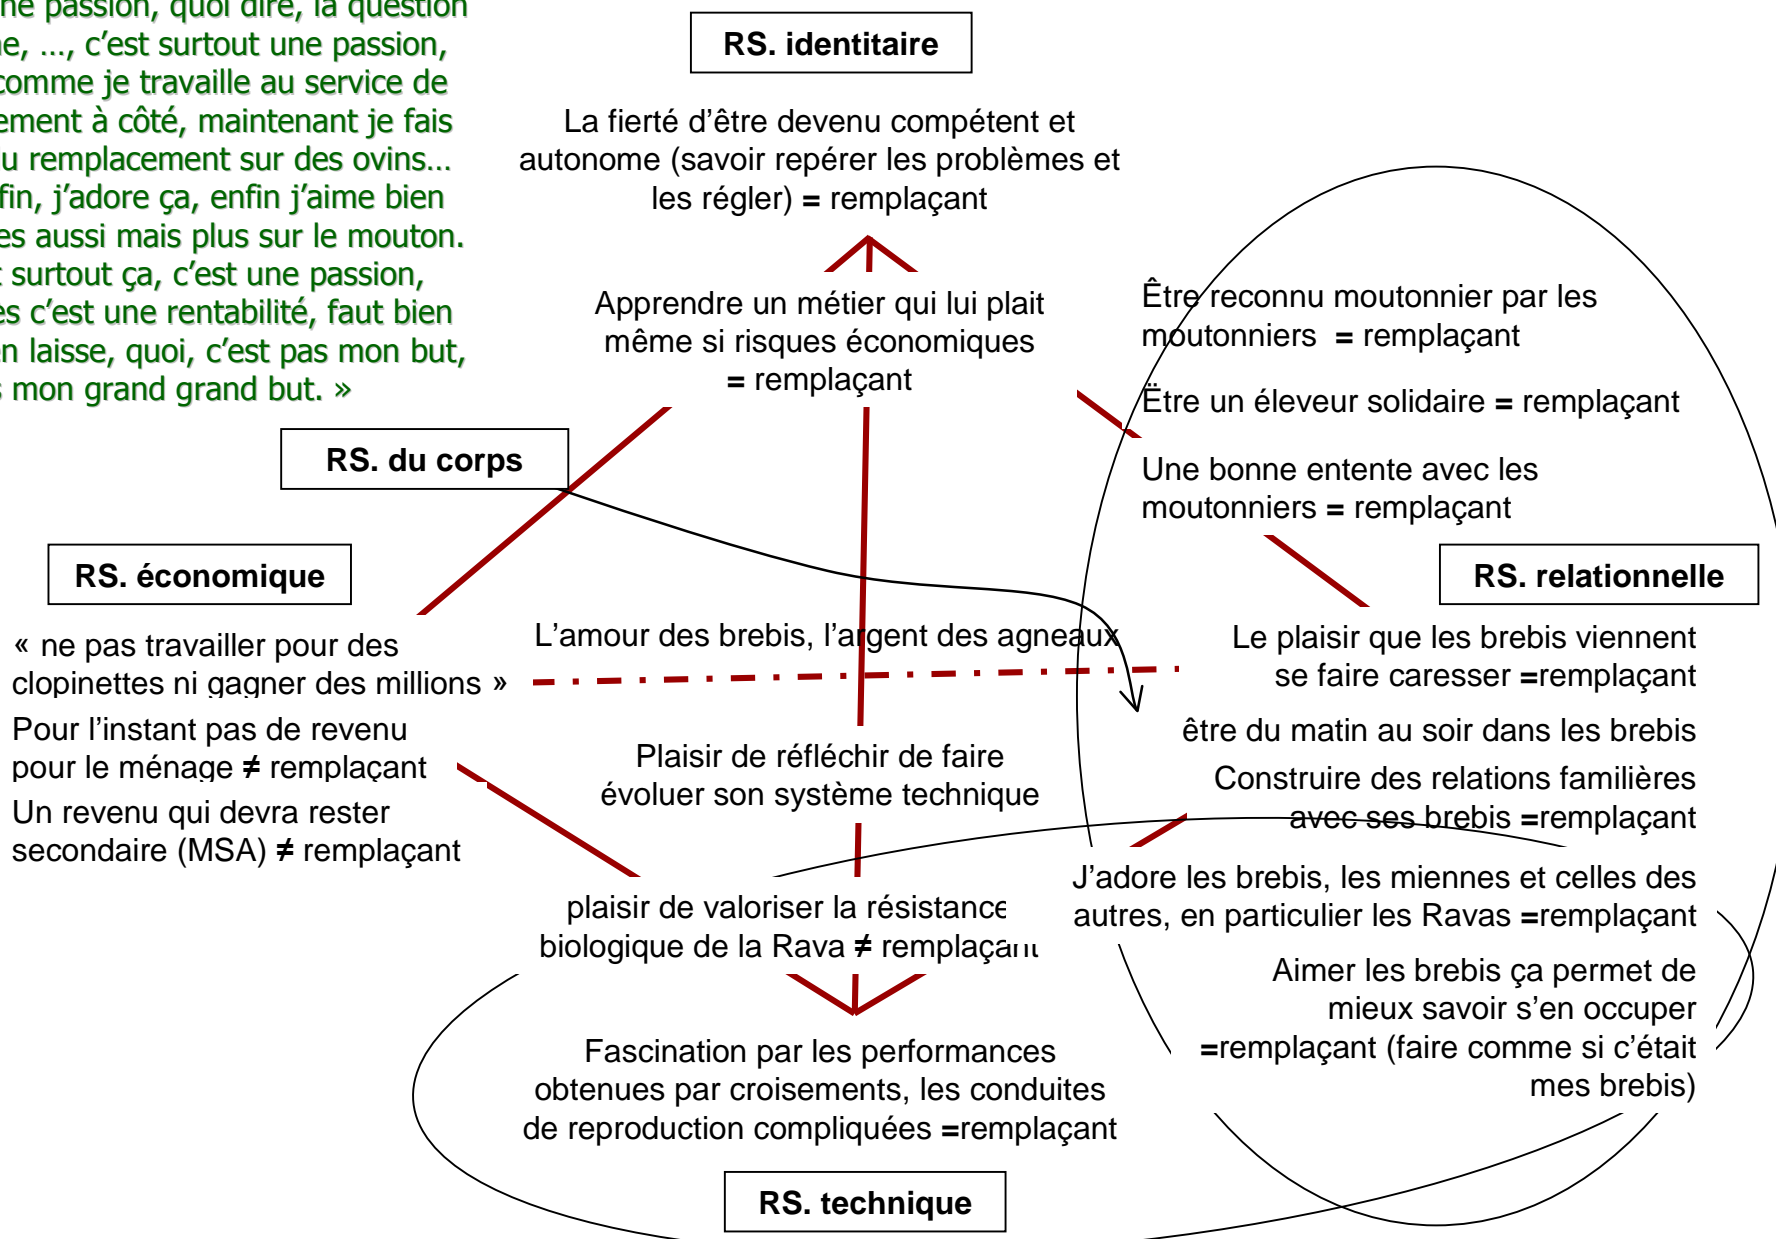 passion, quoi dire, la question
…, c’est surtout une passion,
comme je travaille au service de
à côté, maintenant je fais
remplacement sur des ovins…
j’adore ça, enfin j’aime bien
aussi mais plus sur le mouton.
surtout ça, c’est une passion,
c’est une rentabilité, faut bien
laisse, quoi, c’est pas mon but,
mon grand grand but. »
RS. identitaire
La fierté d’être devenu compétent et
autonome (savoir repérer les problèmes et
les régler) = remplaçant
Apprendre un métier qui lui plait
même si risques économiques
= remplaçant
Être reconnu moutonnier par les
moutonniers = remplaçant
Ëtre un éleveur solidaire = remplaçant
Une bonne entente avec les
moutonniers = remplaçant
RS. du corps
RS. économique
« ne pas travailler pour des
clopinettes ni gagner des millions »
Pour l’instant pas de revenu
pour le ménage ≠ remplaçant
Un revenu qui devra rester
secondaire (MSA) ≠ remplaçant
L’amour des brebis, l’argent des agneaux
RS. relationnelle
Le plaisir que les brebis viennent
se faire caresser =remplaçant
être du matin au soir dans les brebis
Construire des relations familières
avec ses brebis =remplaçant
J’adore les brebis, les miennes et celles des
autres, en particulier les Ravas =remplaçant
Aimer les brebis ça permet de
mieux savoir s’en occuper
=remplaçant (faire comme si c’était
mes brebis)
Plaisir de réfléchir de faire
évoluer son système technique
plaisir de valoriser la résistance
biologique de la Rava ≠ remplaçant
Fascination par les performances
obtenues par croisements, les conduites
de reproduction compliquées =remplaçant
RS. technique